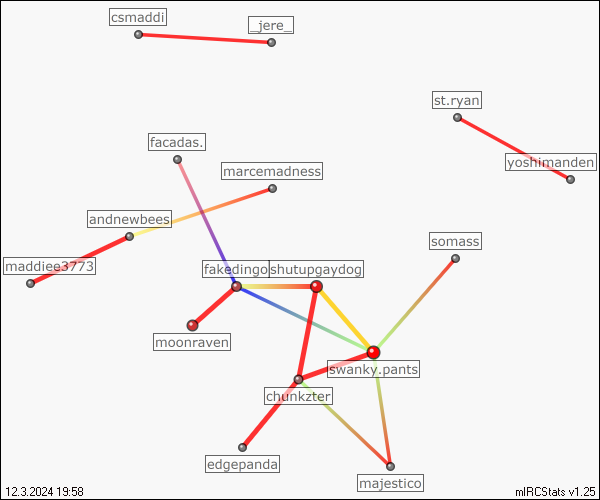 csmaddi
_jere_
st.ryan
yoshimanden
facadas.
marcemadness
andnewbees
somass
maddiee3773
fakedingo
shutupgaydog
moonraven
swanky.pants
chunkzter
edgepanda
majestico
12.3.2024 19:58
mIRCStats v1.25